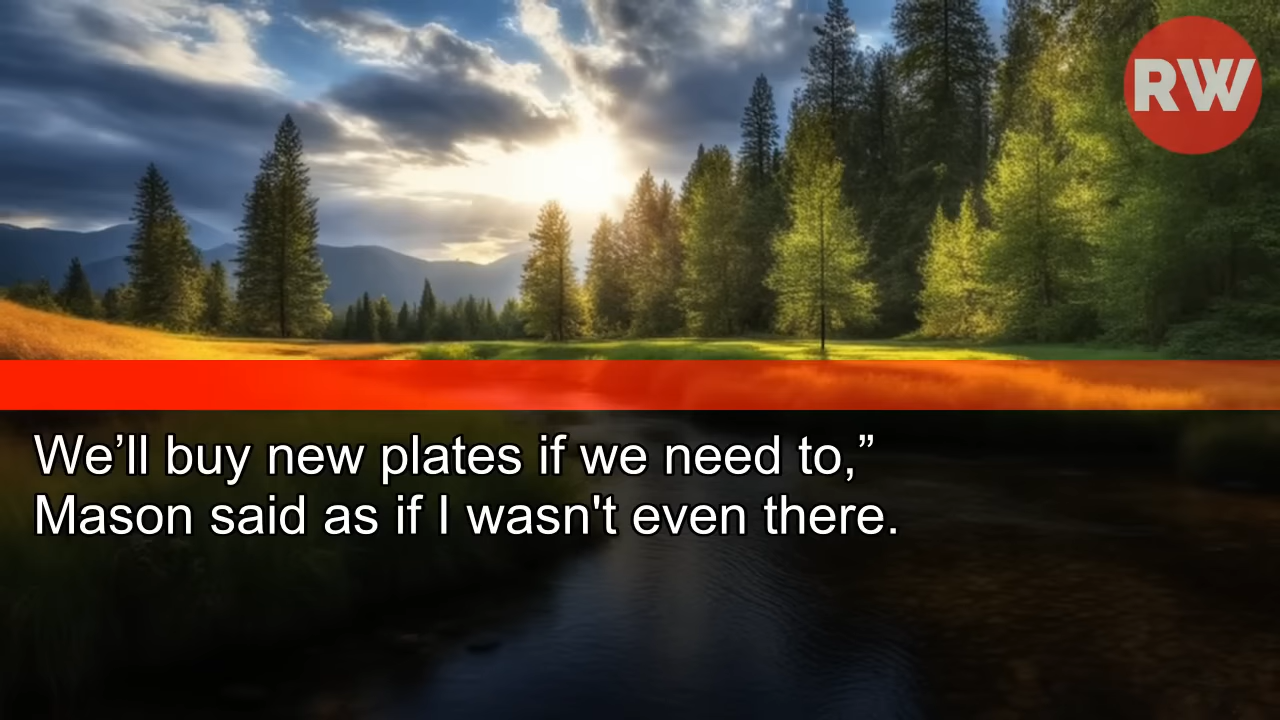 RW
We’ll buy new plates if we need to,”
Mason said as if I wasn't even there.